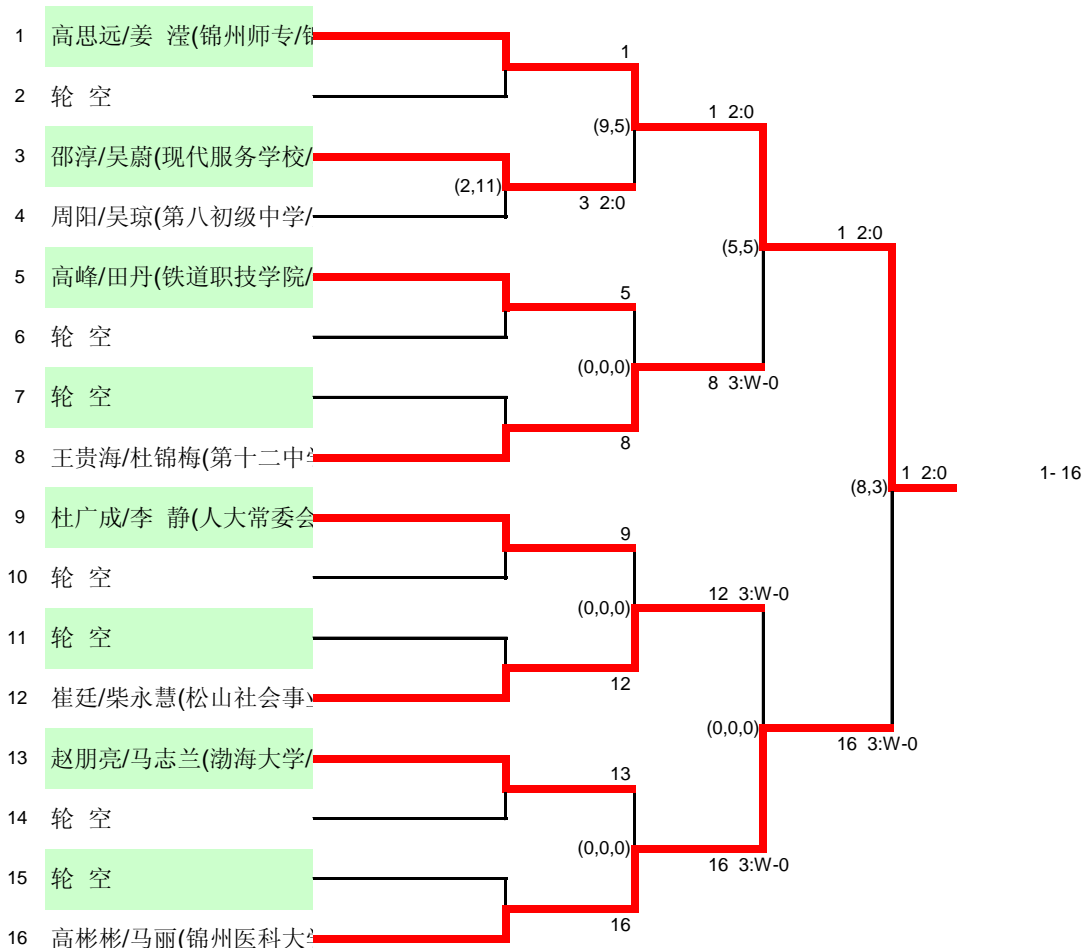 1 高思远/姜 滢(锦州师专/
2 轮 空
3 邵淳/吴蔚(现代服务学校/
4 周阳/吴琼(第八初级中学/
5 高峰/田丹(铁道职技学院/
6 轮 空
7 轮 空
8 王贵海/杜锦梅(第十二中
9 杜广成/李 静(人大常委会
10 轮 空
11 轮 空
12 崔廷/柴永慧(松山社会事
13 赵朋亮/马志兰(渤海大学/
14 轮 空
15 轮 空
16 高彬彬/马丽(锦州医科大
1
(2,11)
3 2:0
5
8
9
12
13
16
(9,5)
1 2:0
(0,0,0)
8 3:W-0
(0,0,0)
12 3:W-0
(0,0,0)
16 3:W-0
(5,5)
1 2:0
(0,0,0)
16 3:W-0
(8,3)
1 2:0
1- 16